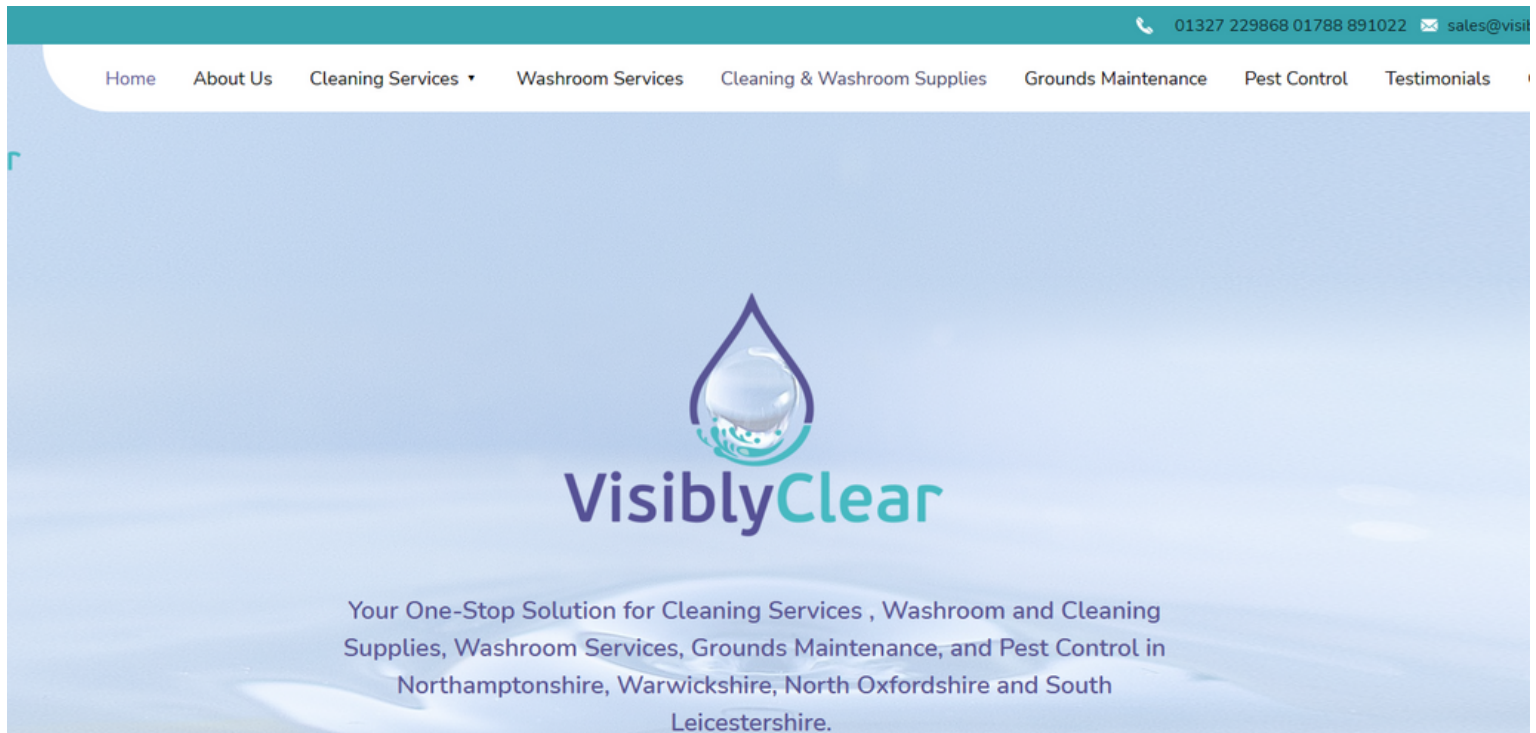 01327 229868 01788 891022 sales@visi
Home About Us Cleaning Services Washroom Services Cleaning & Washroom Supplies Grounds Maintenance Pest Control Testimonials
r
VisiblyClear
Your One-Stop Solution for Cleaning Services , Washroom and Cleaning
Supplies, Washroom Services, Grounds Maintenance, and Pest Control in
Northamptonshire, Warwickshire, North Oxfordshire and South
Leicestershire.